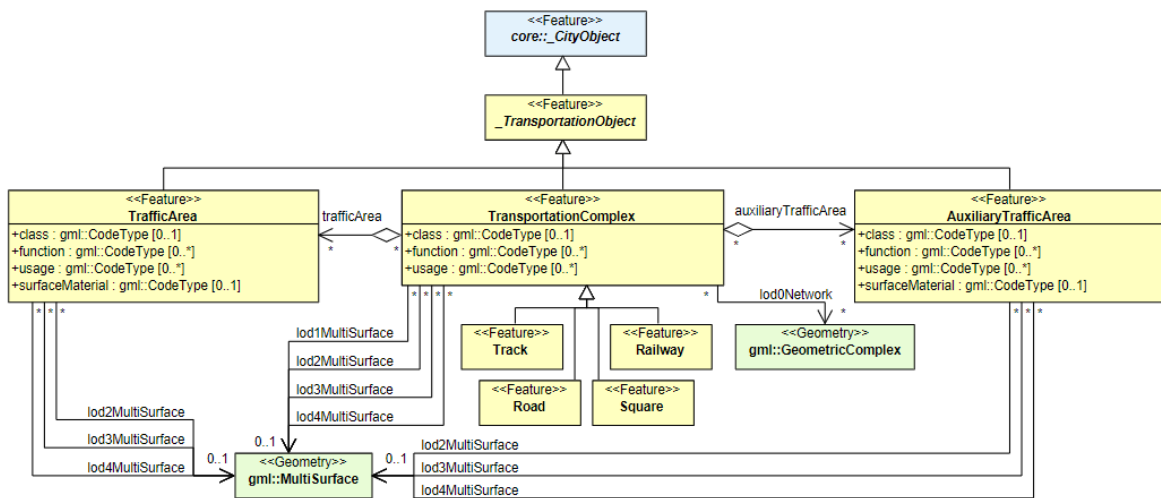 <<Feature>>
core::_CityObject
<<Feature>>
_TransportationObject
<<Feature>>
TrafficArea
+class : gml::CodeType [0..1]
+function : gml::CodeType [0..*]
+usage : gml::CodeType [0..*]
+surfaceMaterial : gml::CodeType [0..1]
trafficArea
*
*
<<Feature>>
TransportationComplex
+class : gml::CodeType [0..1]
+function : gml::CodeType [0..*]
+usage : gml::CodeType [0..*]
auxiliaryTrafficArea
*
*
<<Feature>>
AuxiliaryTrafficArea
+class : gml::CodeType [0..1]
+function : gml::CodeType [0..*]
+usage : gml::CodeType [0..*]
+surfaceMaterial : gml::CodeType [0..1]
* * *
* * * *
*
lod0Network
*
* * *
<<Feature>>
Track
<<Feature>>
Railway
<<Geometry>>
gml::GeometricComplex
<<Feature>>
Road
<<Feature>>
Square
lod1MultiSurface
lod2MultiSurface
lod3MultiSurface
lod4MultiSurface
0..1
lod2MultiSurface
lod3MultiSurface
lod4MultiSurface
0..1
<<Geometry>>
gml::MultiSurface
0..1
lod2MultiSurface
lod3MultiSurface
lod4MultiSurface